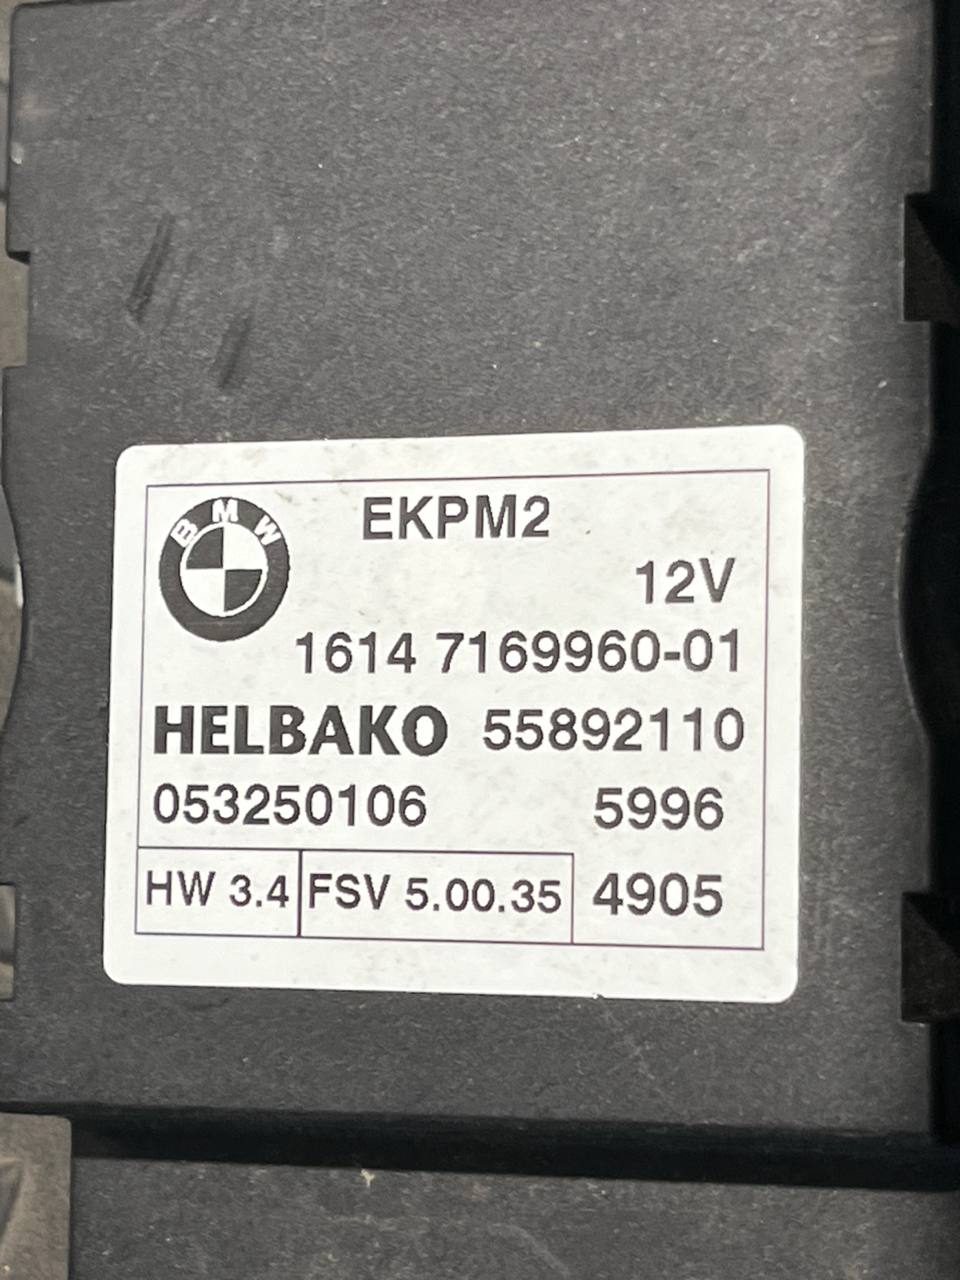 BMW
EKPM2
12V
1614 7169960-01
HELBAKO 55892110
053250106 5996
HW 3.4 FSV 5.00.35 4905